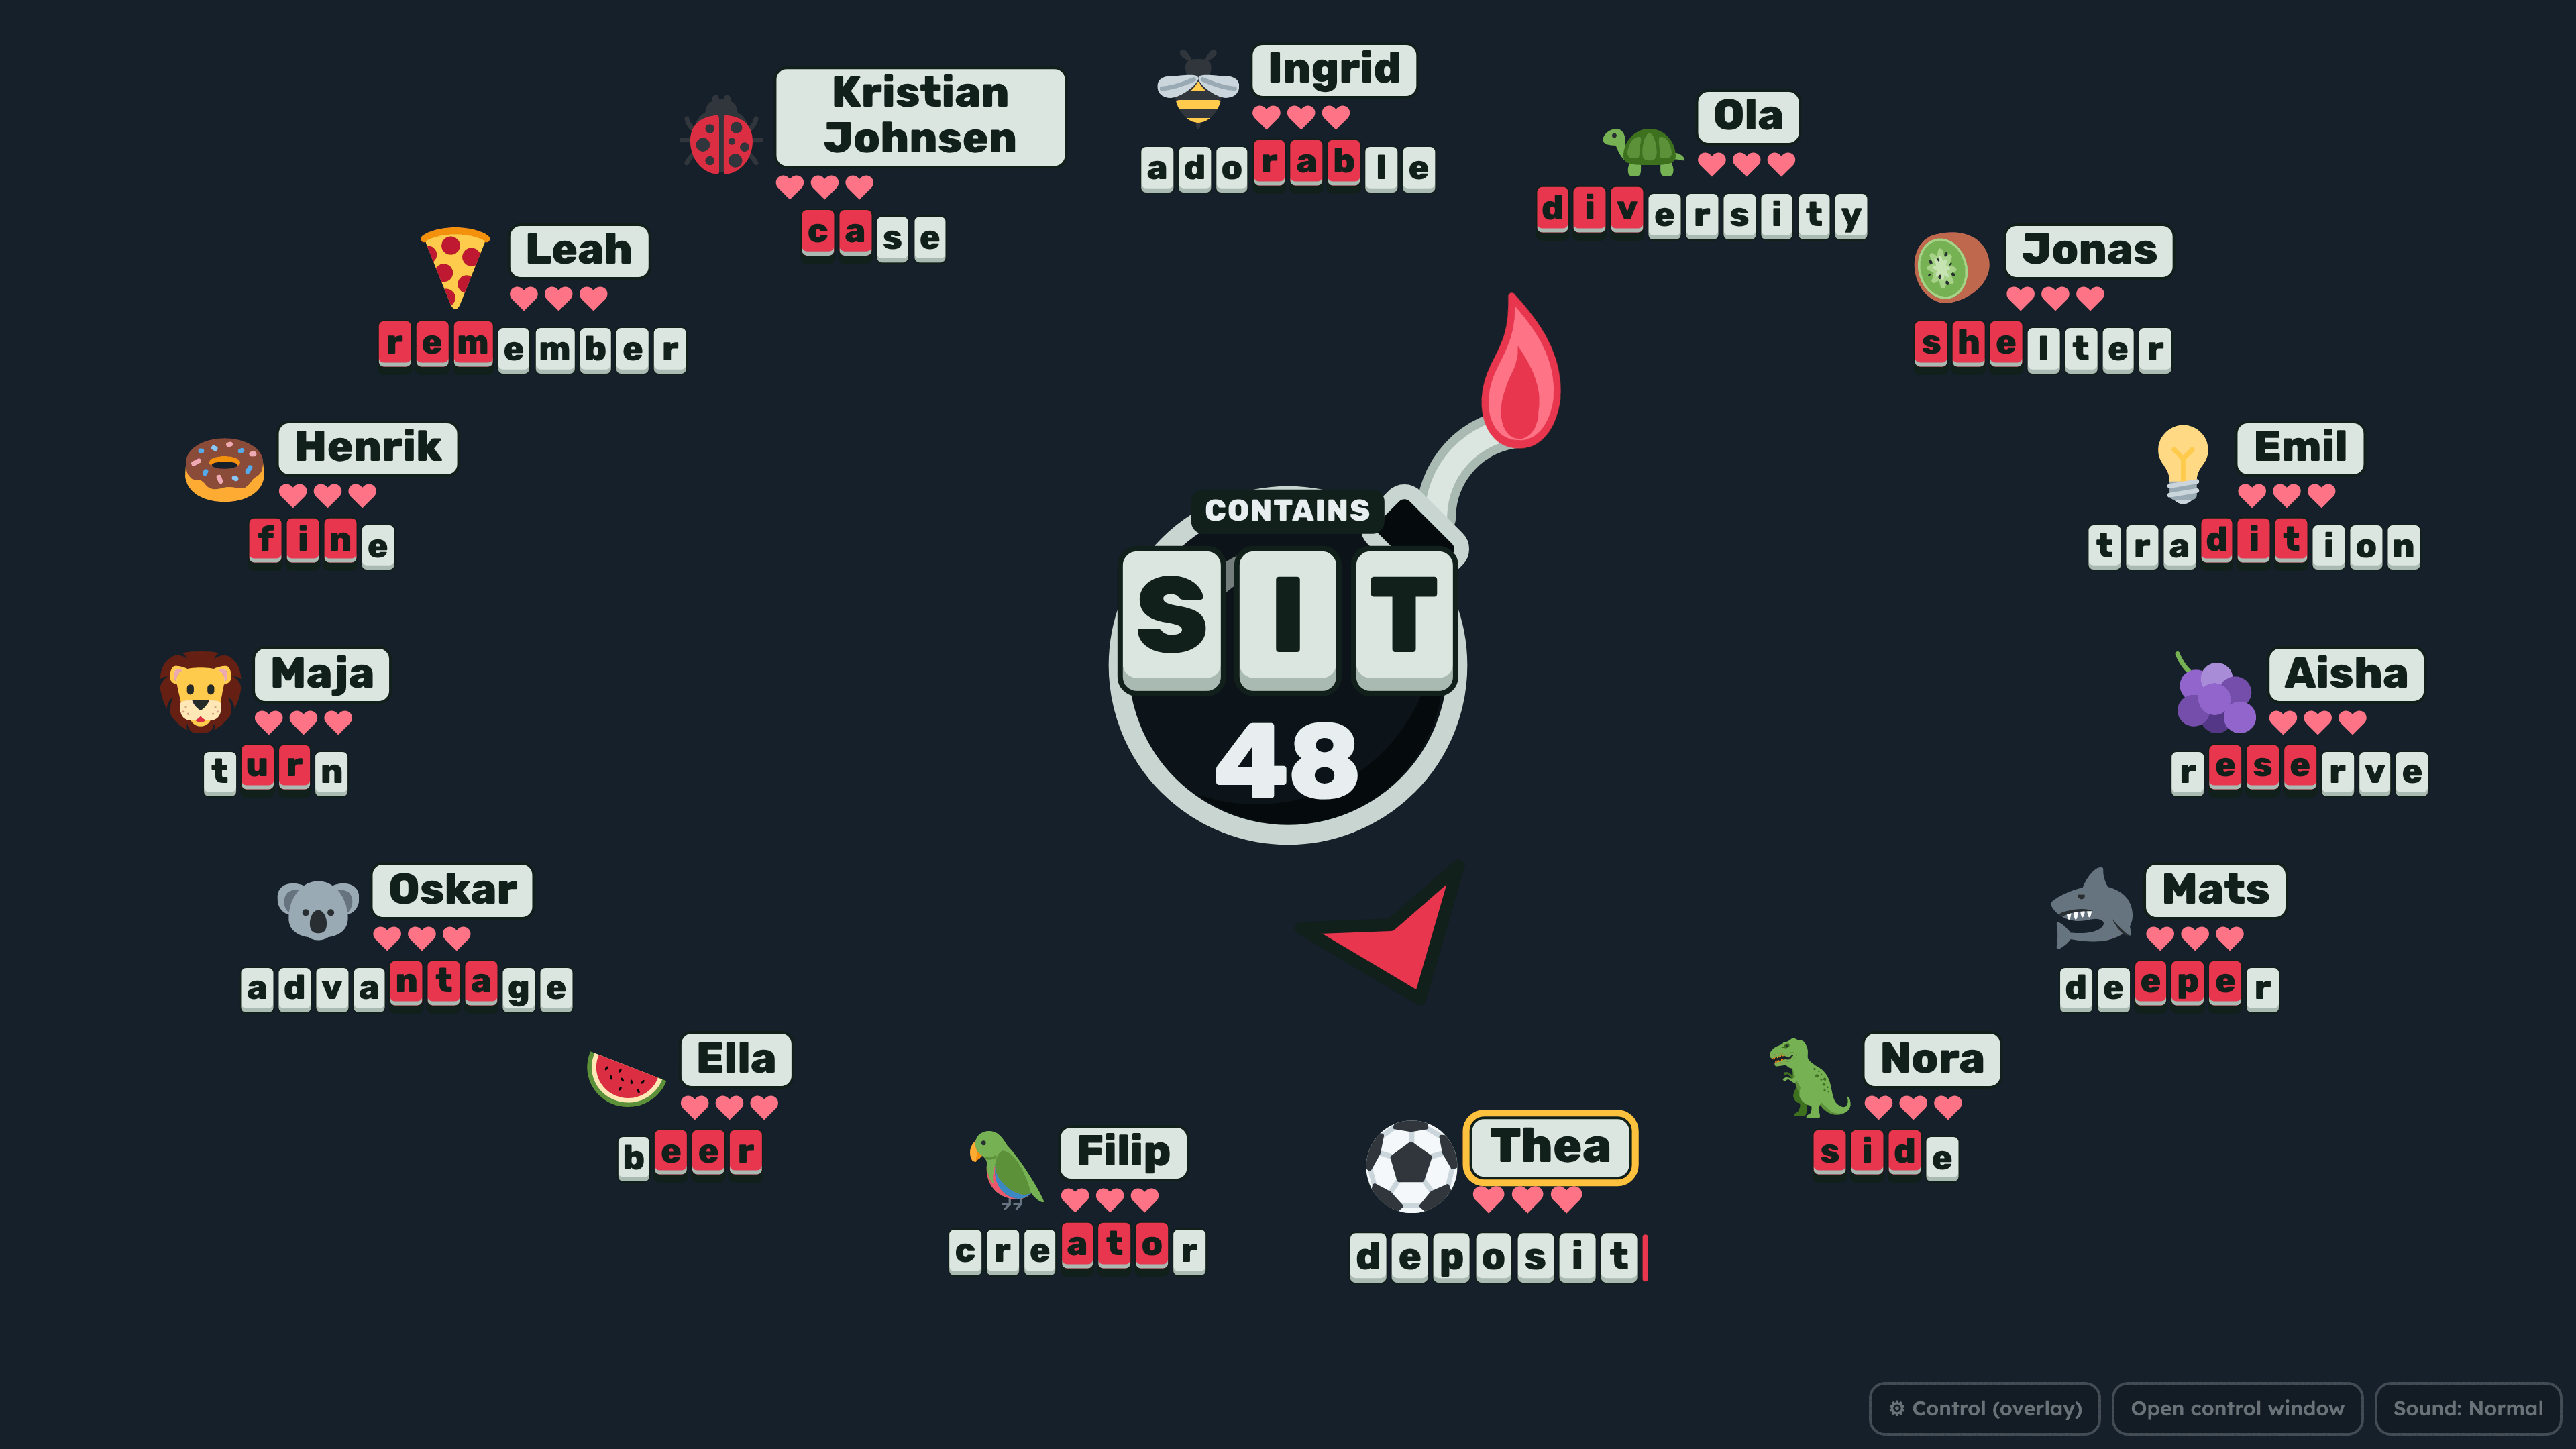 Ingrid
adorable
Kristian
Johnsen
case
Ola
diversity
Leah
remember
Jonas
shelter
Henrik
fine
Emil
tradition
CONTAINS
SIT
48
Maja
turn
Aisha
reserve
Oskar
advantage
Mats
deeper
Ella
beer
Nora
side
Filip
creator
Thea
deposit
⚙ Control (overlay)
Open control window
Sound: Normal